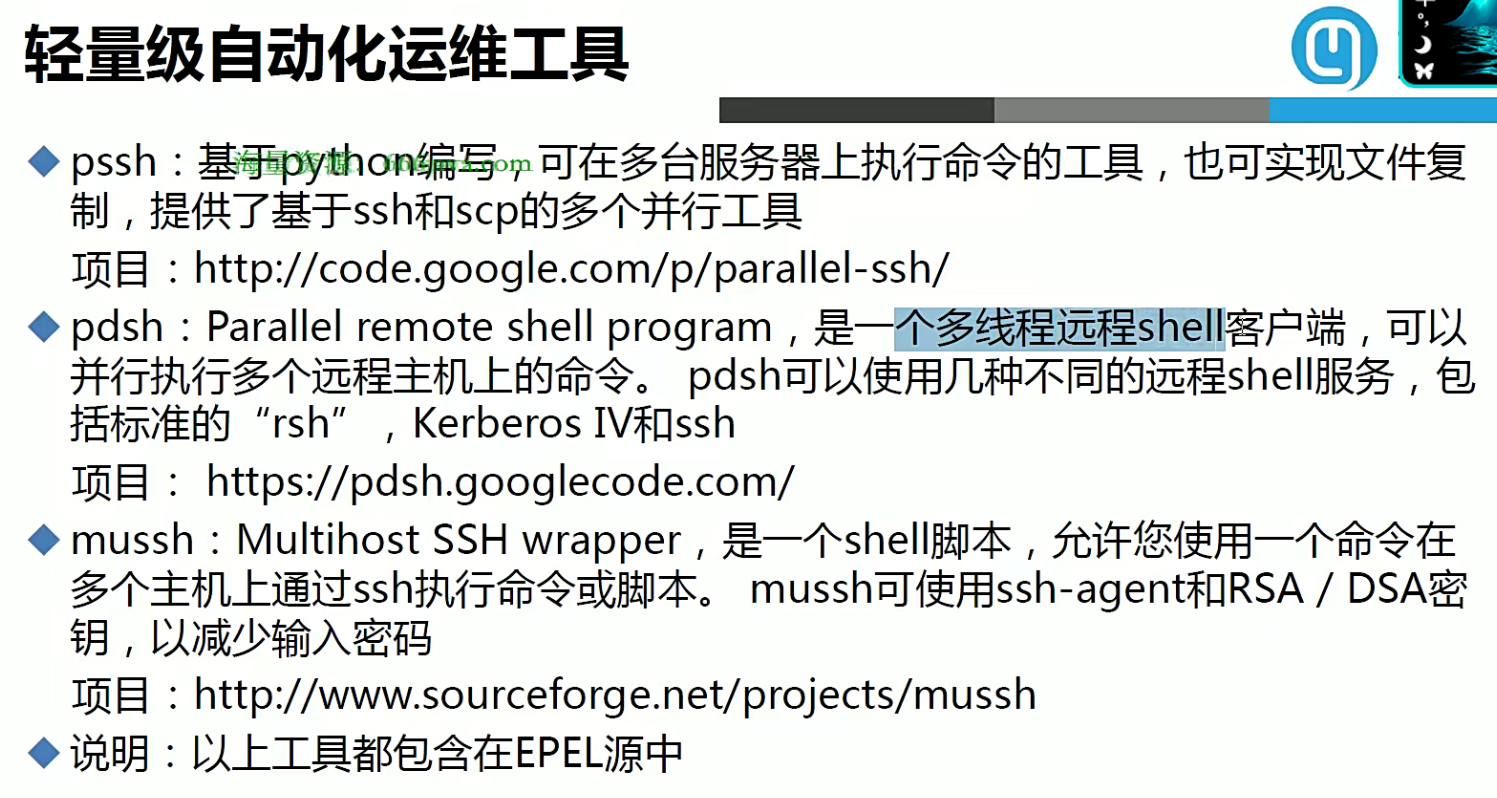 轻量级自动化运维工具
pssh：基于python编写，可在多台服务器上执行命令的工具，也可实现文件复
制，提供了基于ssh和scp的多个并行工具
项目：http://code.google.com/p/parallel-ssh/
pdsh：Parallel remote shell program，是一个多线程远程shell客户端，可以
并行执行多个远程主机上的命令。 pdsh可以使用几种不同的远程shell服务，包
括标准的“rsh”，Kerberos IV和ssh
项目： https://pdsh.googlecode.com/
mussh：Multihost SSH wrapper，是一个shell脚本，允许您使用一个命令在
多个主机上通过ssh执行命令或脚本。 mussh可使用ssh-agent和RSA / DSA密
钥，以减少输入密码
项目：http://www.sourceforge.net/projects/mussh
说明：以上工具都包含在EPEL源中